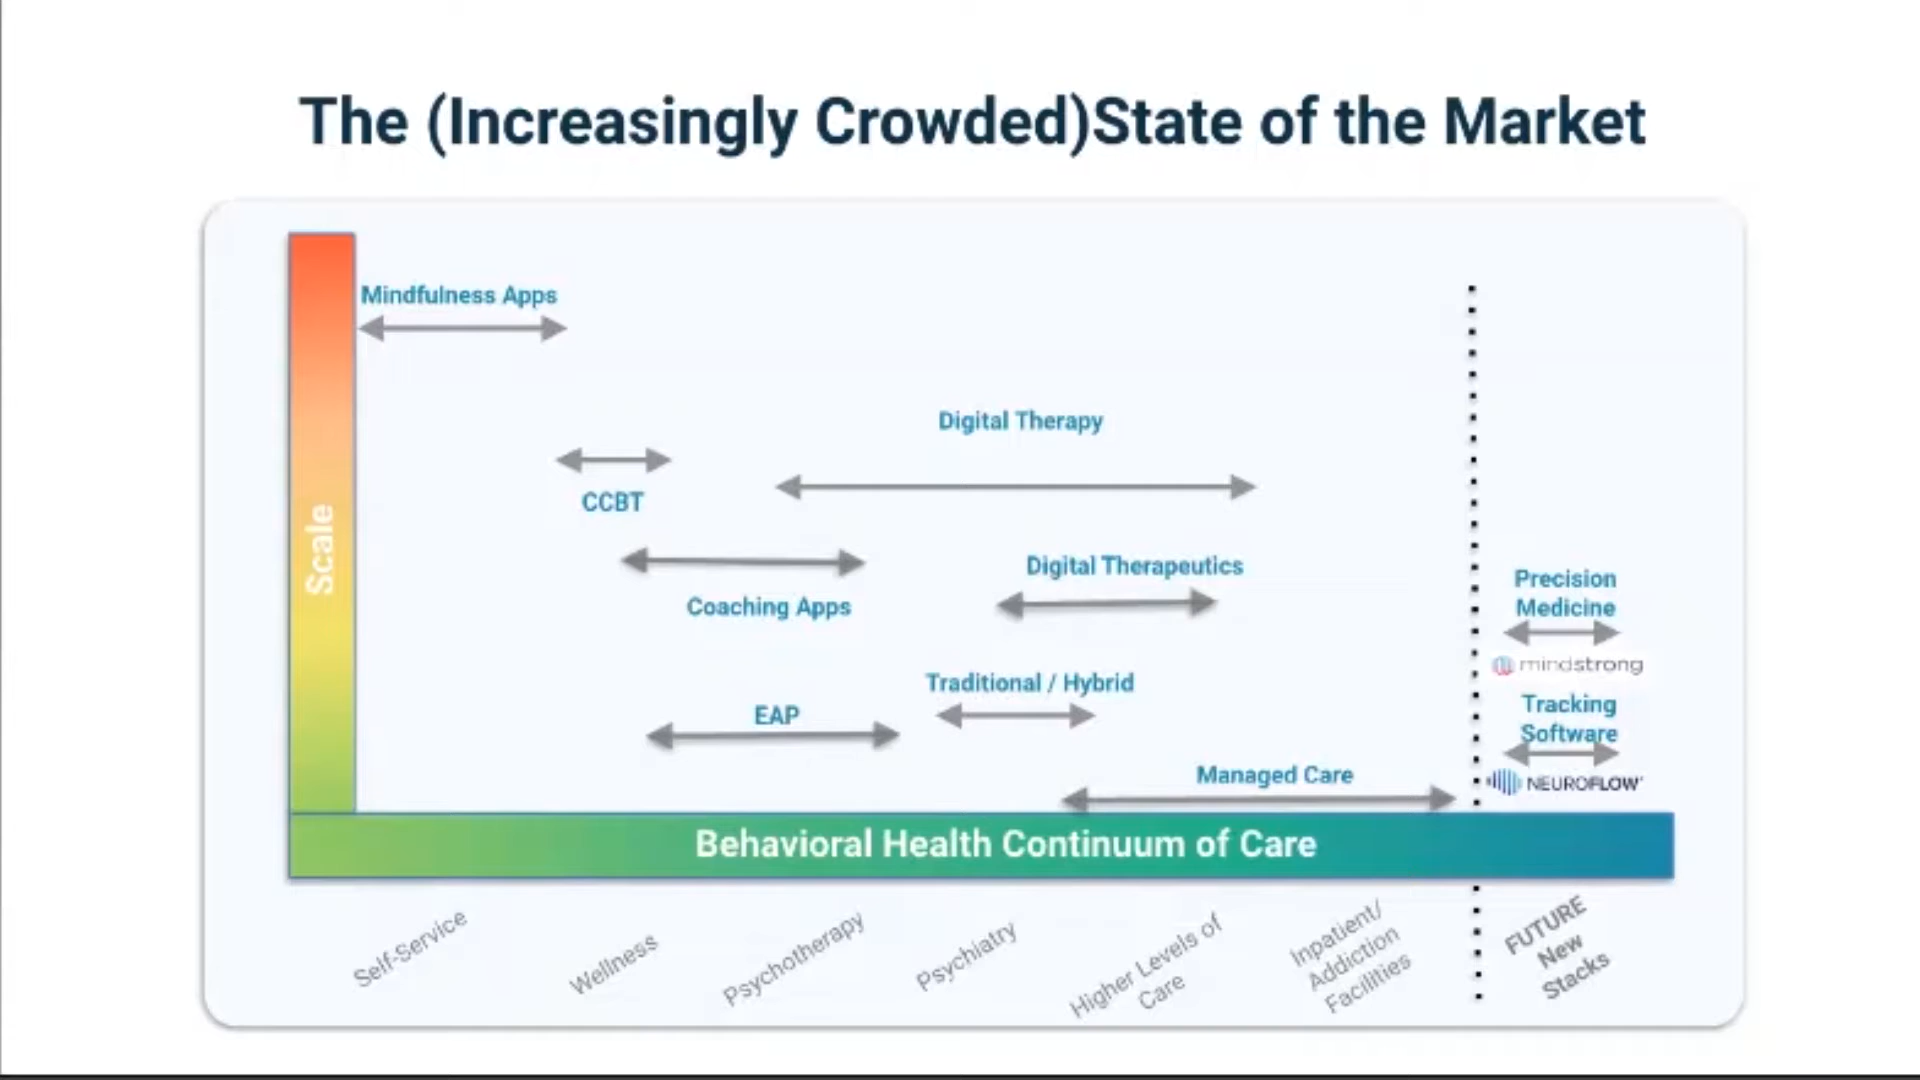 The (Increasingly Crowded)State of the Market
Mindfulness Apps
Digital Therapy
CCBT
Digital Therapeutics
Coaching Apps
Precision
Medicine
mindstrong
Traditional / Hybrid
EAP
Tracking
Software
Managed Care
NEUROFLOW
Scale
Behavioral Health Continuum of Care
Self-Service
Wellness
Psychotherapy
Psychiatry
Higher Levels of
Care
Inpatient/
Addiction
Facilities
FUTURE
New
Stacks